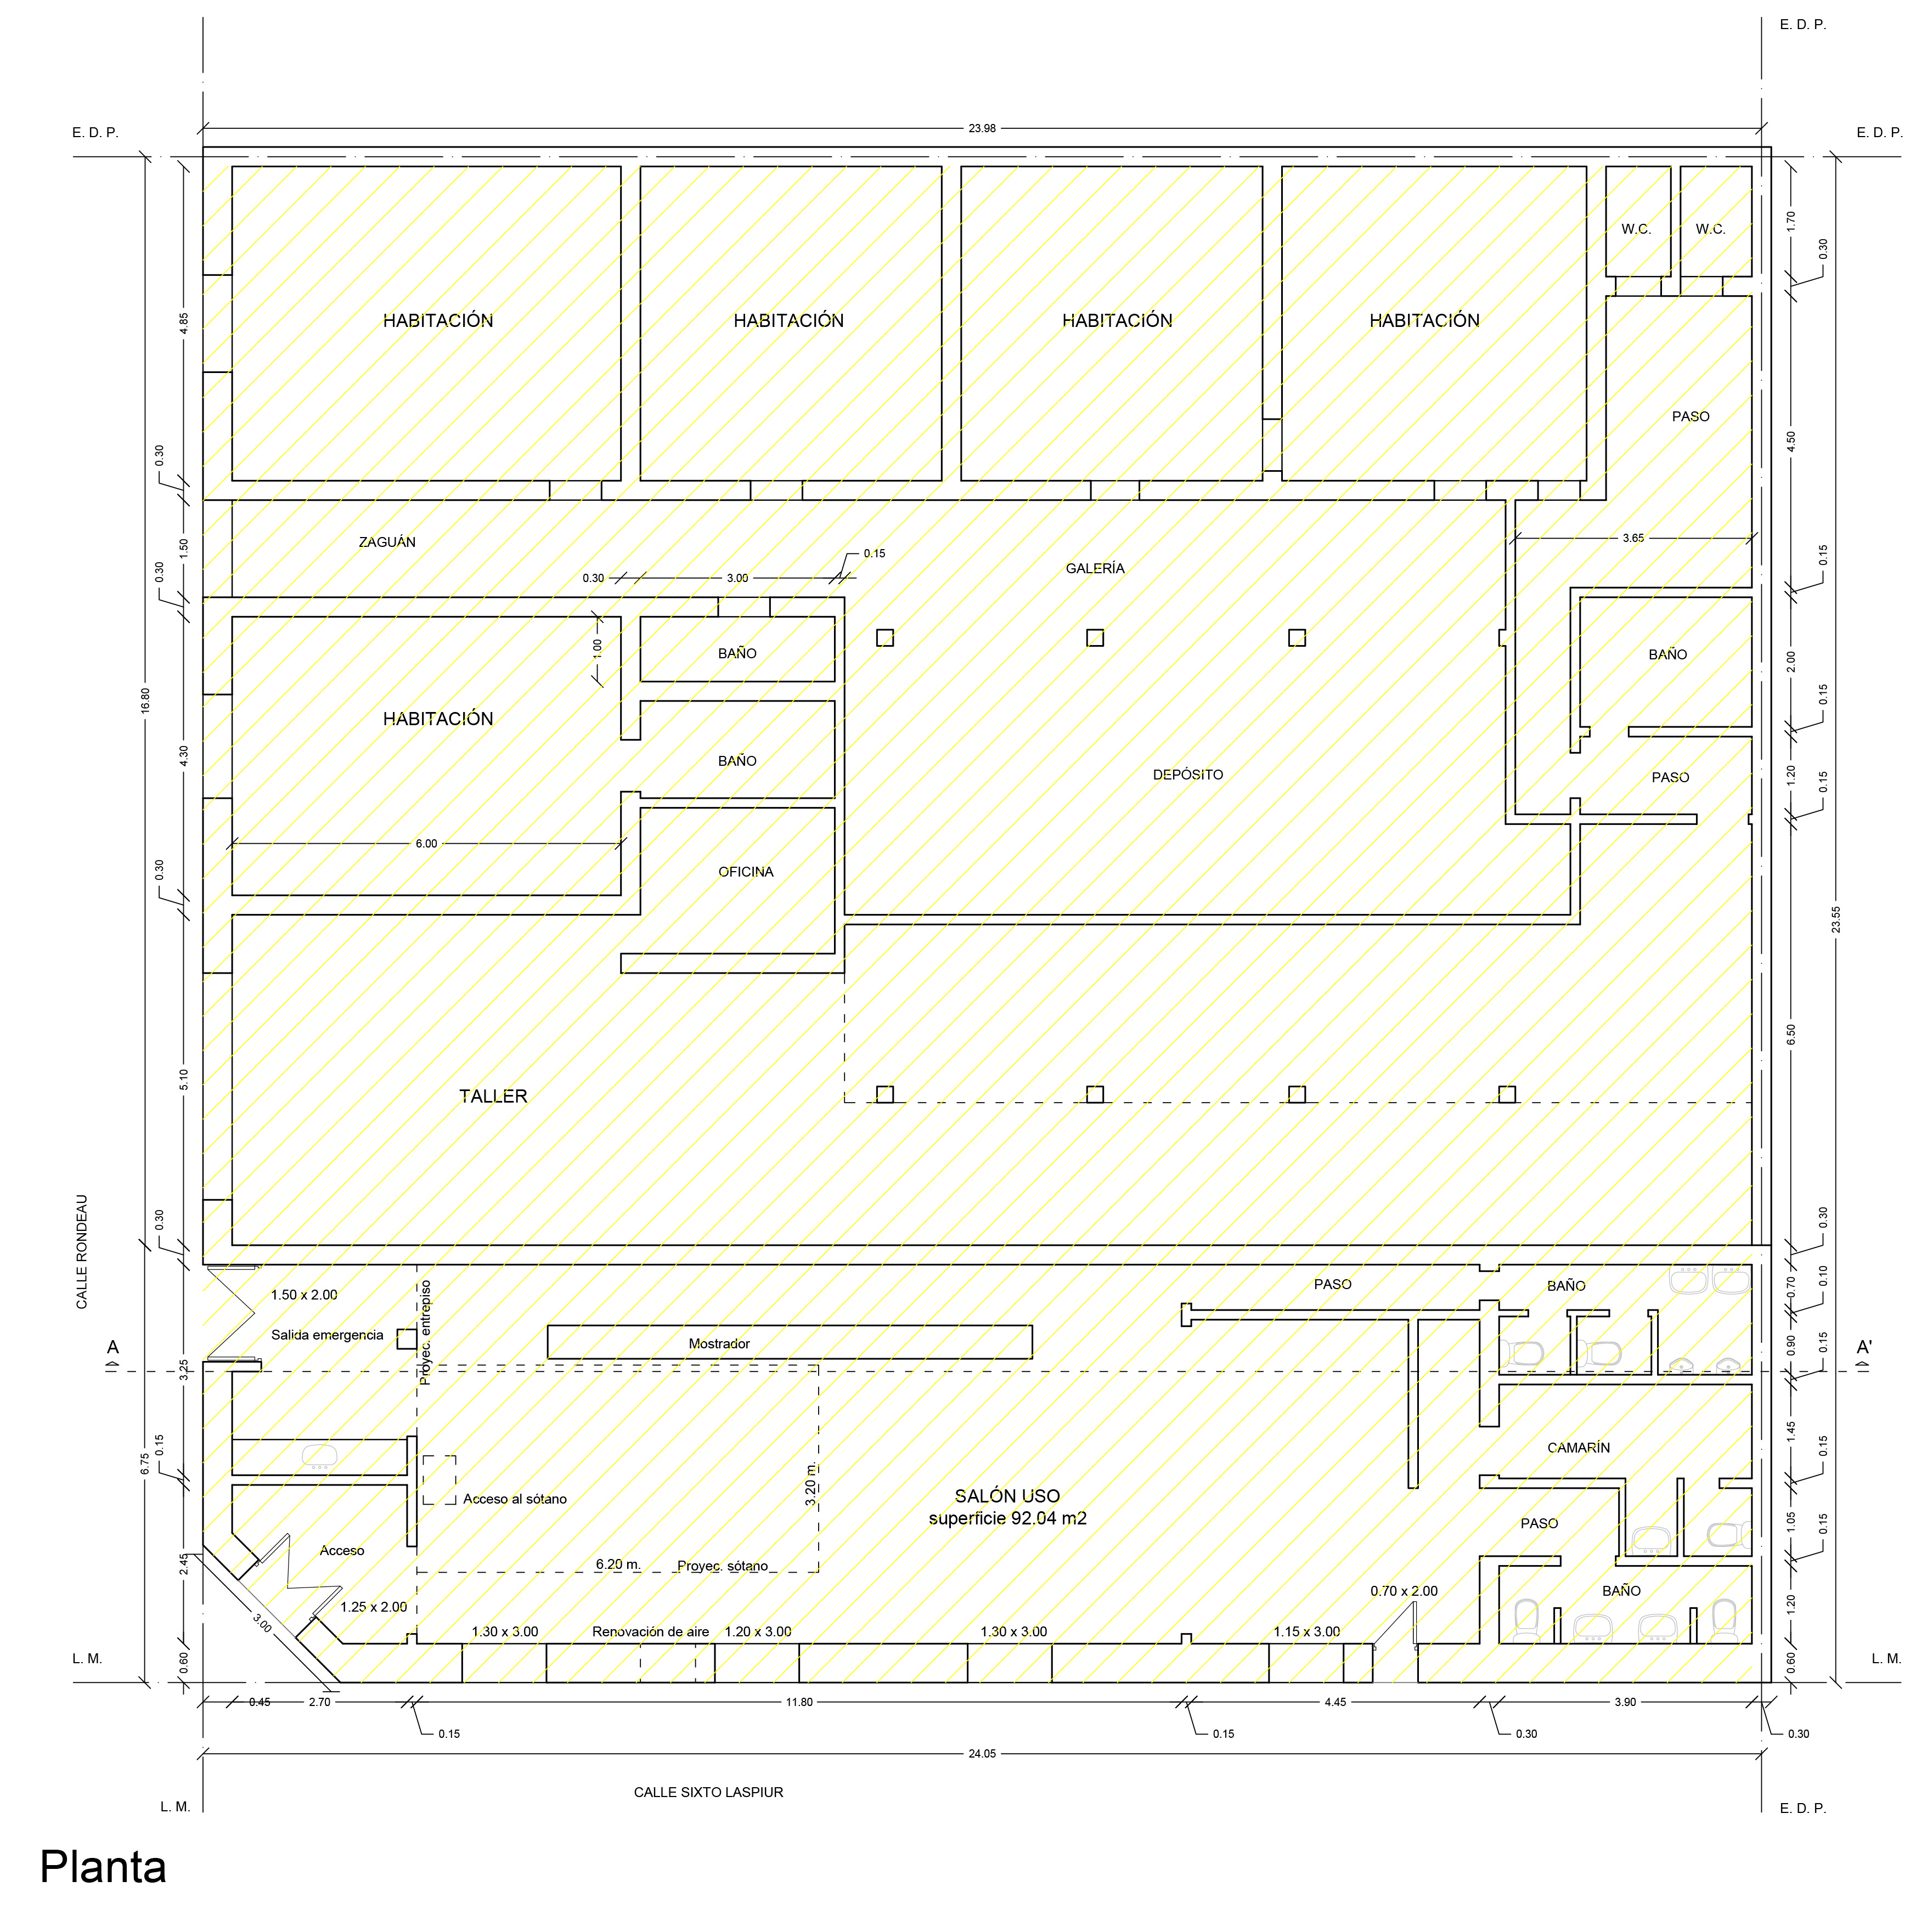 E. D. P.
E. D. P.
23.98
E. D. P.
W.C.
W.C.
1.70
0.30
HABITACIÓN
HABITACIÓN
HABITACIÓN
HABITACIÓN
4.85
PASO
4.50
0.30
ZAGUÁN
1.50
0.15
3.65
GALERÍA
0.30
0.30
3.00
0.15
1.00
BAÑO
BAÑO
2.00
16.80
HABITACIÓN
0.15
4.30
BAÑO
DEPÓSITO
PASO
1.20
0.15
6.00
0.30
OFICINA
23.55
6.50
5.10
TALLER
CALLE RONDEAU
0.30
0.30
1.50 x 2.00
Proyec. entrepiso
PASO
BAÑO
0.70
0.10
Salida emergencia
Mostrador
0.90
0.15
A
A'
3.25
0.15
CAMARÍN
1.45
0.15
6.75
3.20 m.
Acceso al sótano
SALÓN USO
superficie 92.04 m2
PASO
1.05
0.15
Acceso
2.45
6.20 m.
Proyec. sótano
0.70 x 2.00
BAÑO
1.20
1.25 x 2.00
3.00
1.30 x 3.00
Renovación de aire
1.20 x 3.00
1.30 x 3.00
1.15 x 3.00
L. M.
0.60
0.60
L. M.
0.45
2.70
11.80
4.45
3.90
0.15
0.15
0.30
0.30
24.05
CALLE SIXTO LASPIUR
L. M.
E. D. P.
Planta